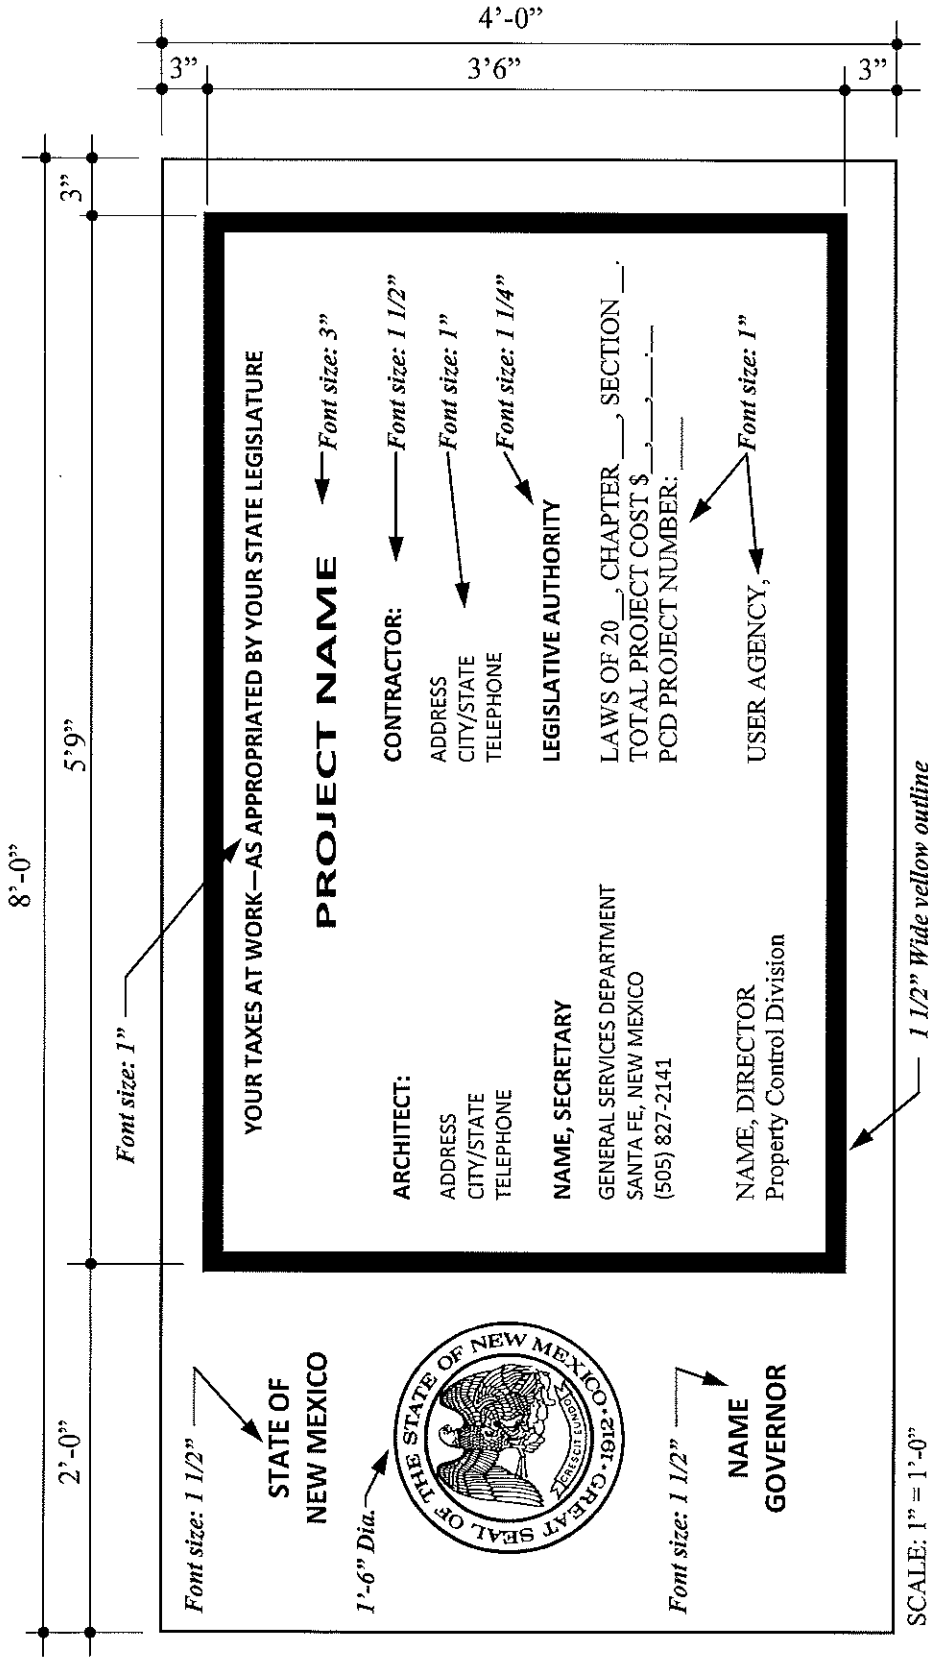 8'-0"
2'-0"
5'9"
3"
4'-0"
3"
3'6"
3"
Font size: 1"
YOUR TAXES AT WORK—AS APPROPRIATED BY YOUR STATE LEGISLATURE
PROJECT NAME
Font size: 3"
Font size: 1 1/2"
STATE OF
NEW MEXICO
1'-6" Dia.
GREAT SEAL OF THE STATE OF NEW MEXICO • 1912 •
CRESCIT EUNDO
Font size: 1 1/2"
NAME
GOVERNOR
ARCHITECT:
ADDRESS
CITY/STATE
TELEPHONE
CONTRACTOR:
Font size: 1 1/2"
ADDRESS
CITY/STATE
TELEPHONE
Font size: 1"
NAME, SECRETARY
GENERAL SERVICES DEPARTMENT
SANTA FE, NEW MEXICO
(505) 827-2141
LEGISLATIVE AUTHORITY
Font size: 1 1/4"
LAWS OF 20__, CHAPTER ___, SECTION __.
TOTAL PROJECT COST $__,__,__.__
PCD PROJECT NUMBER: ____
NAME, DIRECTOR
Property Control Division
USER AGENCY,
Font size: 1"
1 1/2" Wide yellow outline
SCALE: 1" = 1'-0"